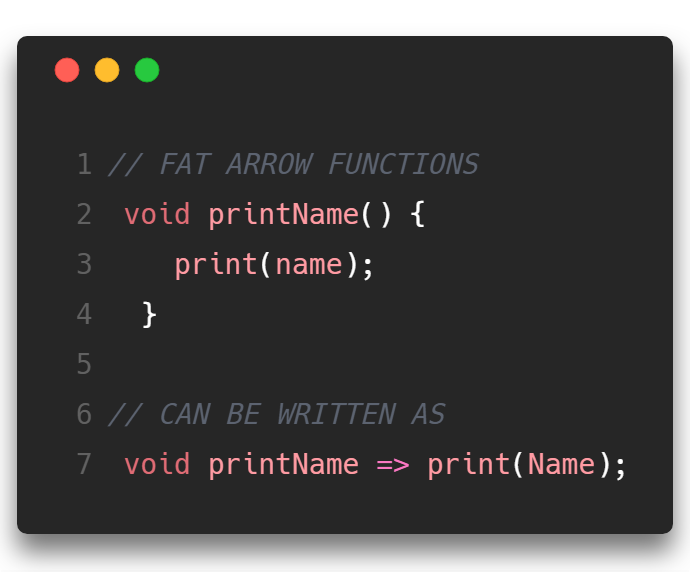 1 // FAT ARROW FUNCTIONS
2 void printName() {
3 print(name);
4 }
5
6 // CAN BE WRITTEN AS
7 void printName => print(Name);